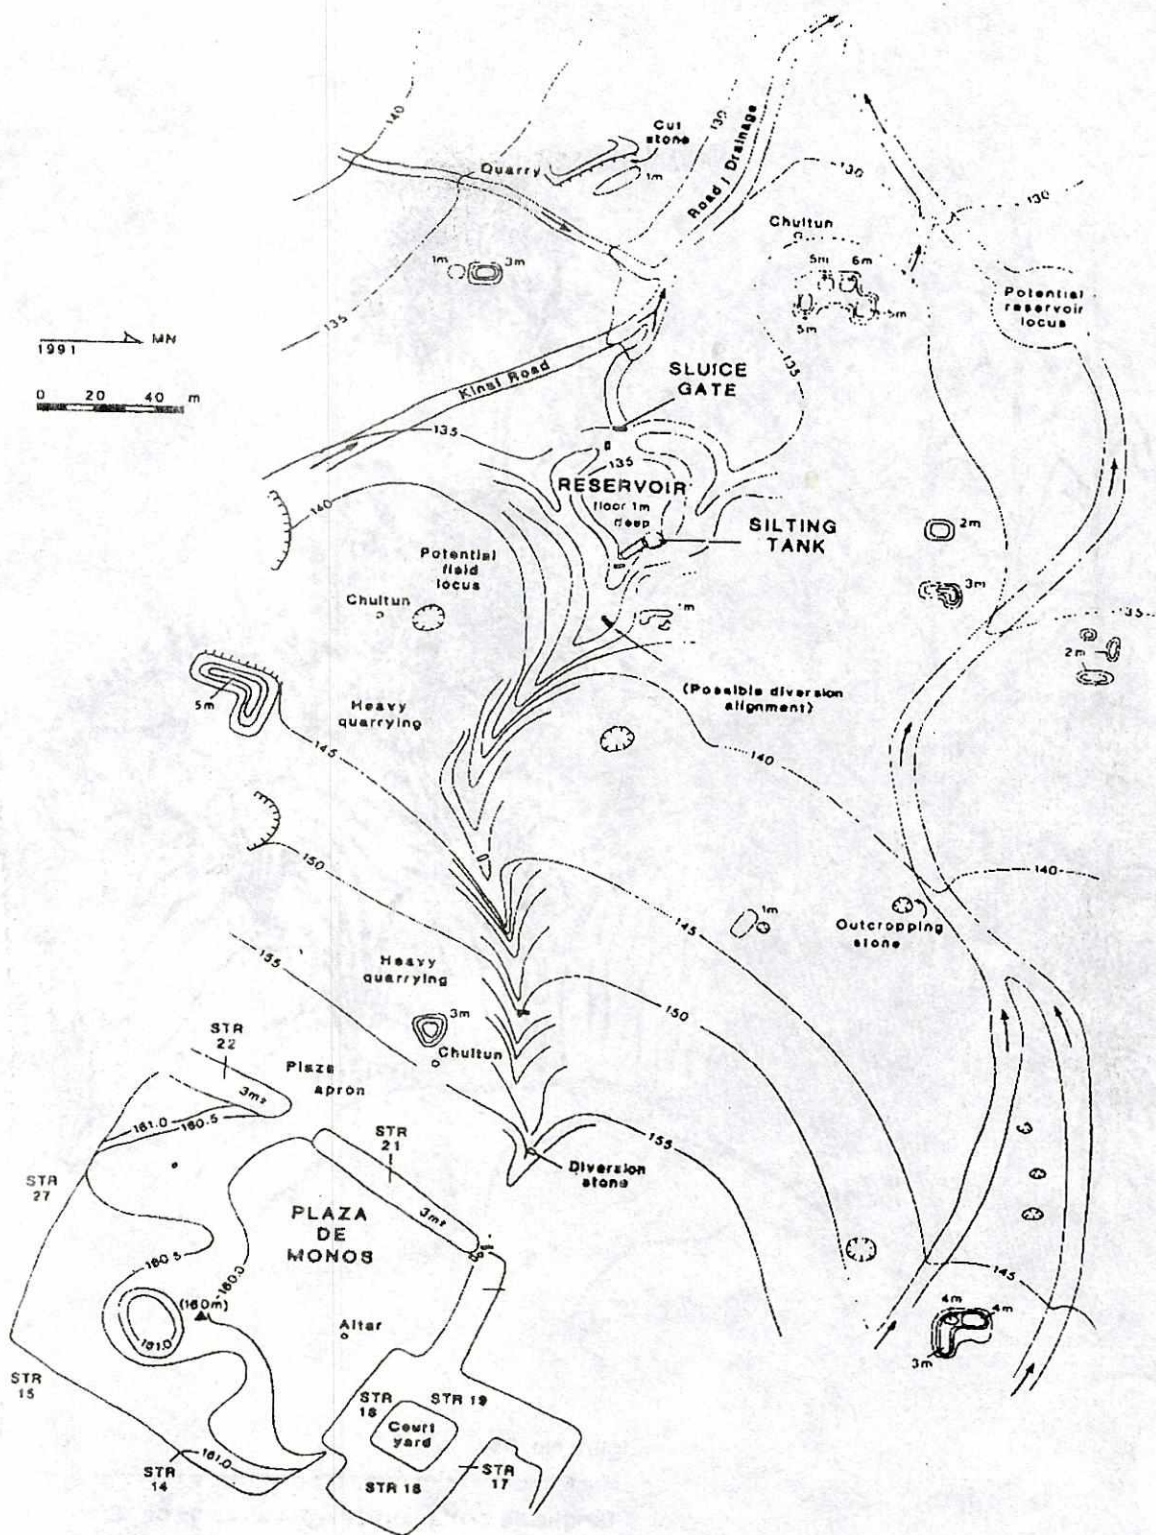 140
130
Cut
stone
Quarry
1m
Road / Drainage
130
130
Chultun
5m 6m
1m
3m
5m
5m
Potential
reservoir
locus
135
MN
1991
0 20 40 m
Kinal Road
SLUICE
GATE
135
135
135
RESERVOIR
floor 1m
deep
140
SILTING
TANK
2m
Potential
field
locus
3m
Chultun
1m
135
2m
5m
Heavy
quarrying
(Possible diversion
alignment)
145
140
150
140
1m
145
Outcropping
stone
155
Heavy
quarrying
3m
150
STR
22
Chultun
Plaza
apron
3m±
161.0
160.5
STR
21
155
Diversion
stone
STR
27
3m±
PLAZA
DE
MONOS
160.5
160.0
145
(160m)
161.0
Altar
4m
4m
3m
STR
15
STR
18
STR 19
Court
yard
161.0
STR
14
STR 16
STR
17